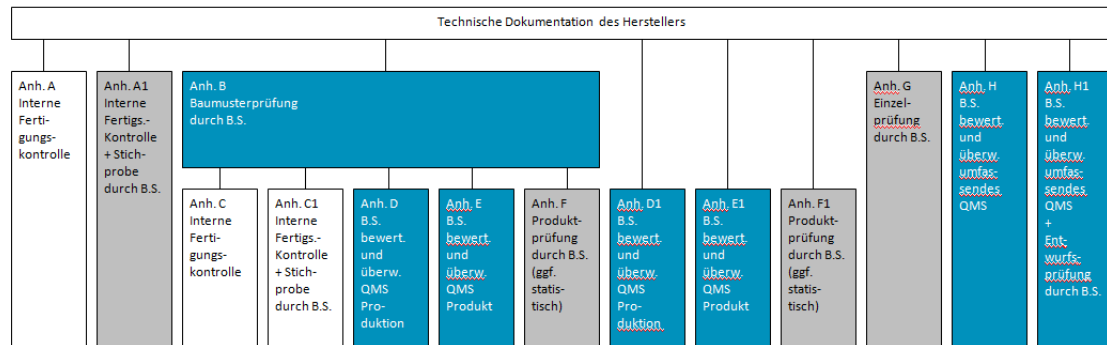 Technische Dokumentation des Herstellers
Anh. A
Interne
Ferti-
gungs-
kontrolle
Anh. A1
Interne
Fertigs.-
Kontrolle
+ Stich-
probe
durch B.S.
Anh. B
Baumusterprüfung
durch B.S.
Anh. G
Einzel-
prüfung
durch B.S.
Anh. H
B.S.
bewert.
und
überw.
umfas-
sendes
QMS
Anh. H1
B.S.
bewert.
und
überw.
umfas-
sendes
QMS
+
Ent-
wurfs-
prüfung
durch B.S.
Anh. C
Interne
Ferti-
gungs-
kontrolle
Anh. C1
Interne
Fertigs.-
Kontrolle
+ Stich-
probe
durch B.S.
Anh. D
B.S.
bewert.
und
überw.
QMS
Pro-
duktion
Anh. E
B.S.
bewert.
und
überw.
QMS
Produkt
Anh. F
Produkt-
prüfung
durch B.S.
(ggf.
statis-
tisch)
Anh. D1
B.S.
bewert.
und
überw.
QMS
Pro-
duktion
Anh. E1
B.S.
bewert.
und
überw.
QMS
Produkt
Anh. F1
Produkt-
prüfung
durch B.S.
(ggf.
statis-
tisch)